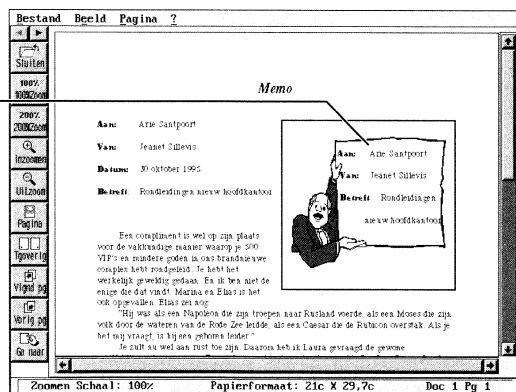 Bestand Beeld Pagina ?
Sluiten
100%
100%Zoom
200%
200%Zoom
Inzoomen
Uitzoom
Pagina
Tgoverlg
Vlgnd pg
Vorig pg
Ga naar
Memo
Aan: Arie Santpoort
Van: Jeanet Sillevis
Datum: 30 oktober 1995
Betreft Rondleidingen nieuw hoofdkantoor
Aan: Arie Santpoort
Van: Jeanet Sillevis
Betreft Rondleidingen
nieuw hoofdkantoor
Een compliment is wel op zijn plaats
voor de vakkundige manier waarop je 500
VIP's en mindere goden in ons brandnieuwe
complex hebt rondgeleid. Je hebt het
werkelijk geweldig gedaan. En ik ben niet de
enige die dat vindt. Marina en Elias is het
ook opgevallen. Elias zei nog:
"Hij was als een Napoleon die zijn troepen naar Rusland voerde, als een Moses die zijn
volk door de wateren van de Rode Zee leidde, als een Caesar die de Rubicon overstak. Als je
het mij vraagt, is hij een geboren leider."
Je zult nu wel aan rust toe zijn. Daarom heb ik Laura gevraagd de gewone
Zoomen Schaal: 100% Papierformaat: 21c X 29,7c Doc 1 Pg 1